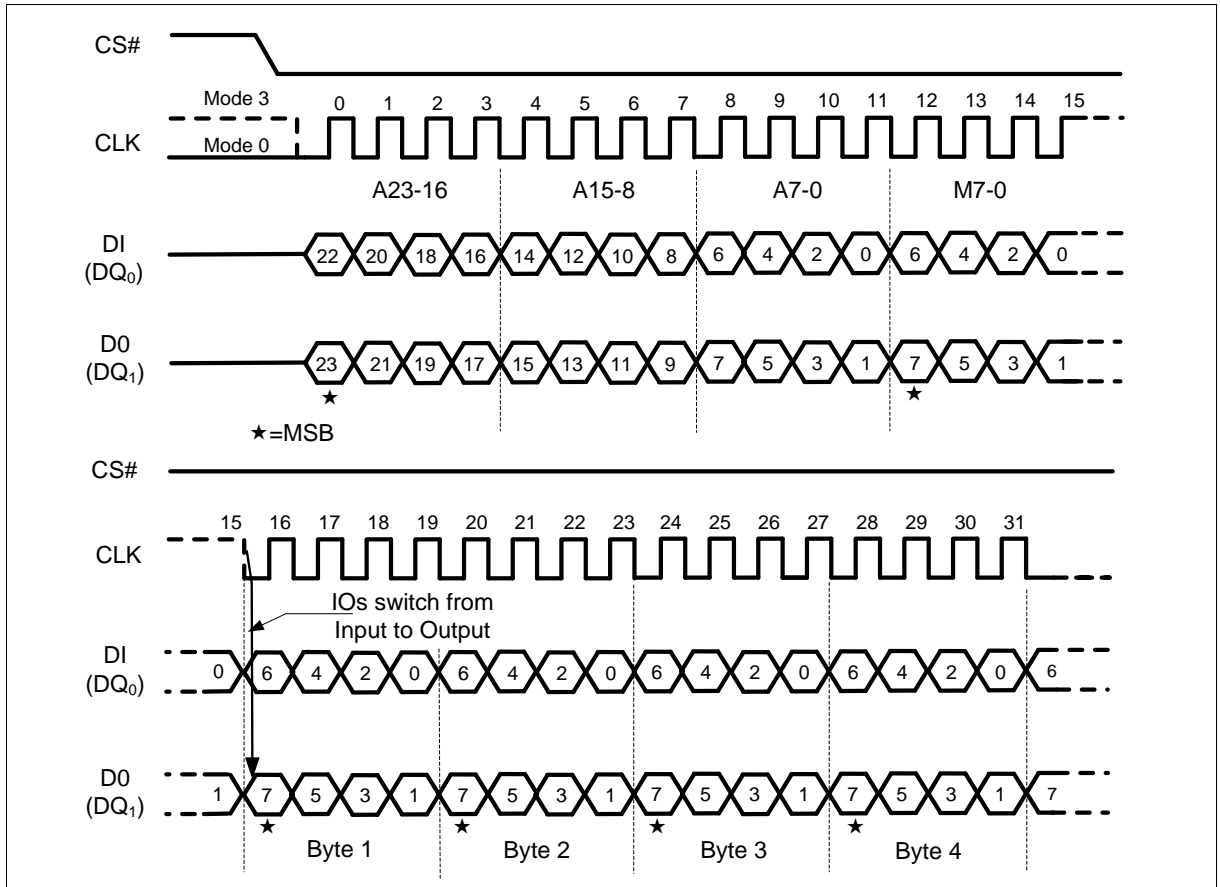 CS#
Mode 3
0 1 2 3 4 5 6 7 8 9 10 11 12 13 14 15
CLK
Mode 0
A23-16 A15-8 A7-0 M7-0
DI
(DQ₀)
22 20 18 16 14 12 10 8 6 4 2 0 6 4 2 0
D0
(DQ₁)
23 21 19 17 15 13 11 9 7 5 3 1 7 5 3 1
★ ★
★=MSB
CS#
15 16 17 18 19 20 21 22 23 24 25 26 27 28 29 30 31
CLK
IOs switch from
Input to Output
DI
(DQ₀)
0 6 4 2 0 6 4 2 0 6 4 2 0 6 4 2 0 6
D0
(DQ₁)
1 7 5 3 1 7 5 3 1 7 5 3 1 7 5 3 1 7
★ ★ ★ ★
Byte 1 Byte 2 Byte 3 Byte 4